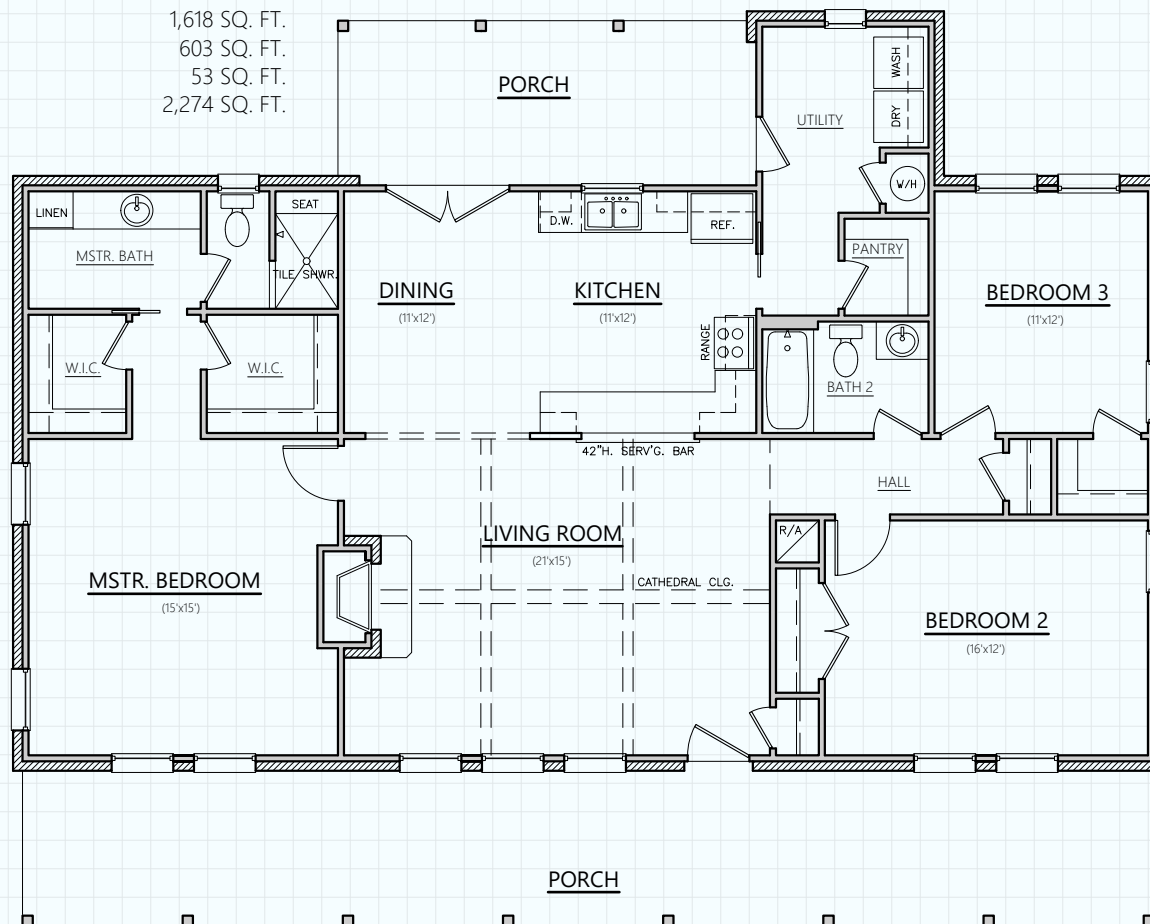 1,618 SQ. FT.
603 SQ. FT.
53 SQ. FT.
2,274 SQ. FT.
PORCH
WASH
DRY
UTILITY
W/H
LINEN
SEAT
D.W.
REF.
MSTR. BATH
TILE SHWR.
PANTRY
DINING
(11'x12')
KITCHEN
(11'x12')
BEDROOM 3
(11'x12')
RANGE
W.I.C.
W.I.C.
BATH 2
42"H. SERV'G. BAR
HALL
LIVING ROOM
(21'x15')
R/A
MSTR. BEDROOM
(15'x15')
CATHEDRAL CLG.
BEDROOM 2
(16'x12')
PORCH